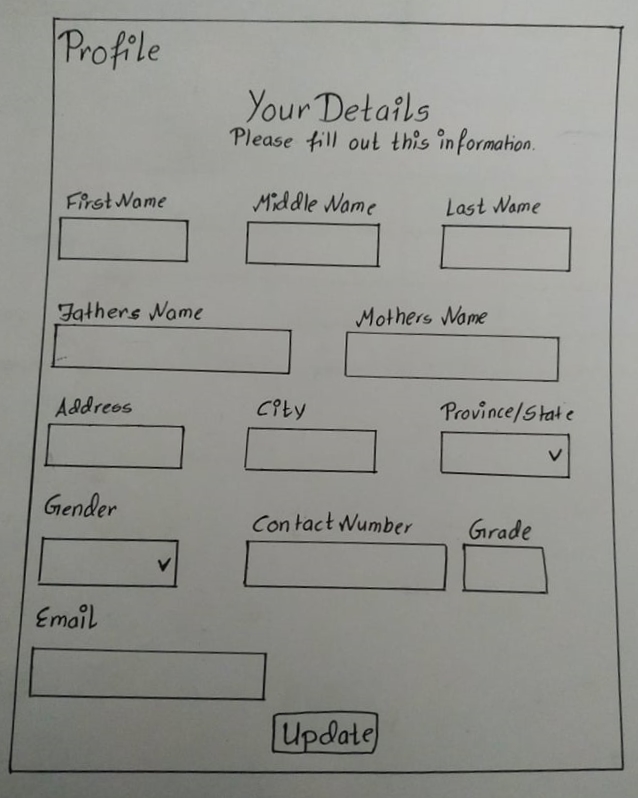 Profile
Your Details
Please fill out this information.
First Name Middle Name Last Name
Fathers Name Mothers Name
Address City Province/State
Gender Contact Number Grade
Email
Update